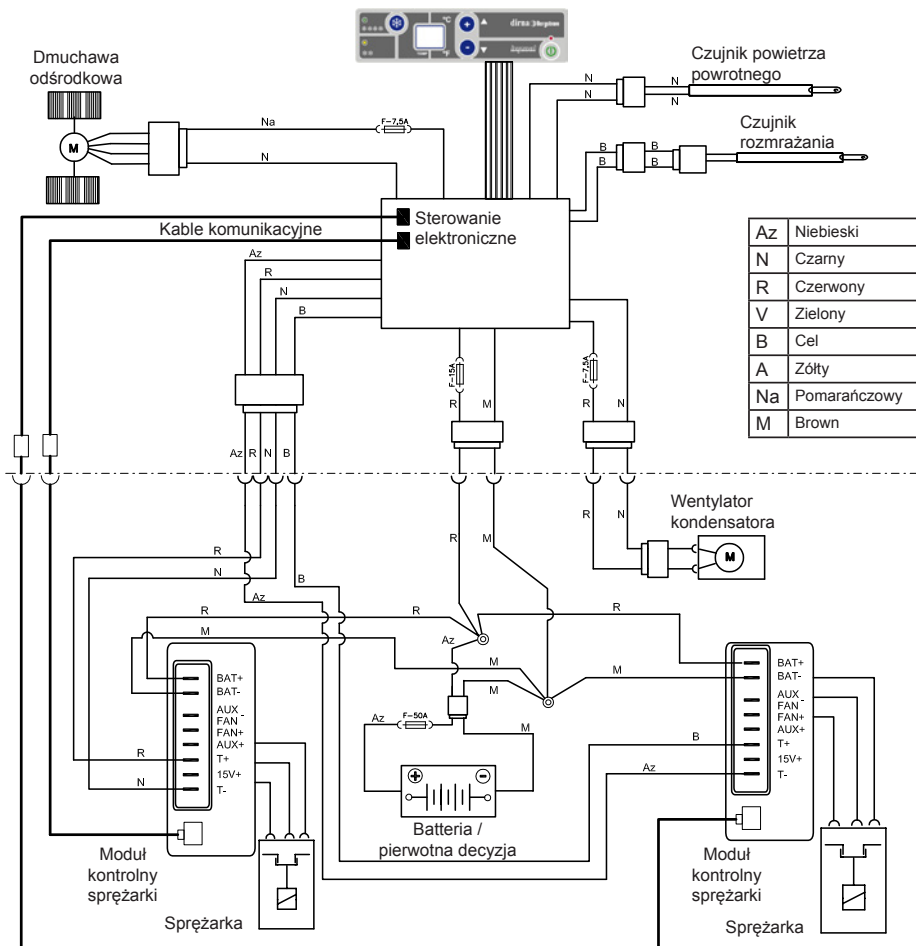 °C
°F
dirna Bergstrom
Dmuchawa
odśrodkowa
M
Na
F-7,5A
N
N
N
N
N
Czujnik powietrza
powrotnego
Czujnik
rozmrażania
B
B
B
B
Kable komunikacyjne
Sterowanie
elektroniczne
Az
R
N
B
Az Niebieski
N Czarny
R Czerwony
V Zielony
B Cel
A Zółty
Na Pomarańczowy
M Brown
F-15A
R
M
F-7,5A
R
N
Az R N B
R
M
R
N
Wentylator
kondensatora
M
R
N
B
Az
R
M
R
Az
M
M
R
M
BAT+
BAT-
AUX -
FAN
FAN+
AUX+
T+
15V+
T-
R
N
Az
F-50A
M
+
-
Batteria /
pierwotna decyzja
B
Az
BAT+
BAT-
AUX -
FAN
FAN+
AUX+
T+
15V+
T-
Moduł
kontrolny
sprężarki
Sprężarka
Moduł
kontrolny
sprężarki
Sprężarka